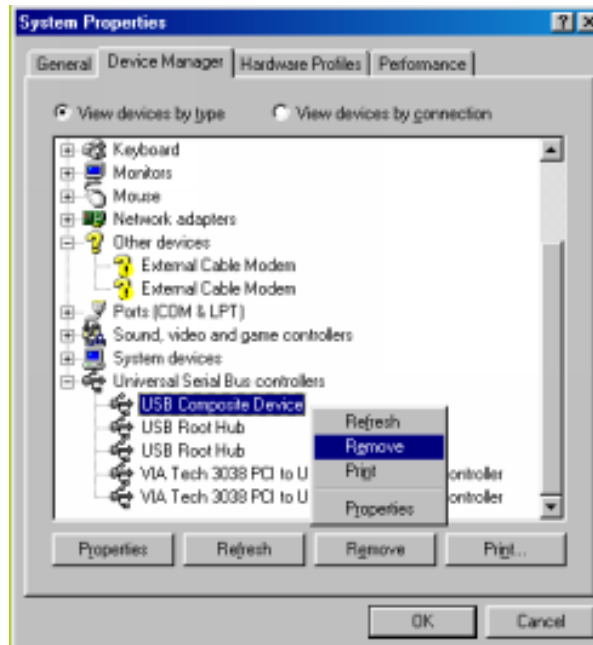 System Properties
General Device Manager Hardware Profiles Performance
View devices by type View devices by connection
Keyboard
Monitors
Mouse
Network adapters
Other devices
External Cable Modem
External Cable Modem
Ports (COM & LPT)
Sound, video and game controllers
System devices
Universal Serial Bus controllers
USB Composite Device
USB Root Hub
USB Root Hub
VIA Tech 3038 PCI to U ontroller
VIA Tech 3038 PCI to U ontroller
Refresh
Remove
Print
Properties
Properties Refresh Remove Print...
OK Cancel